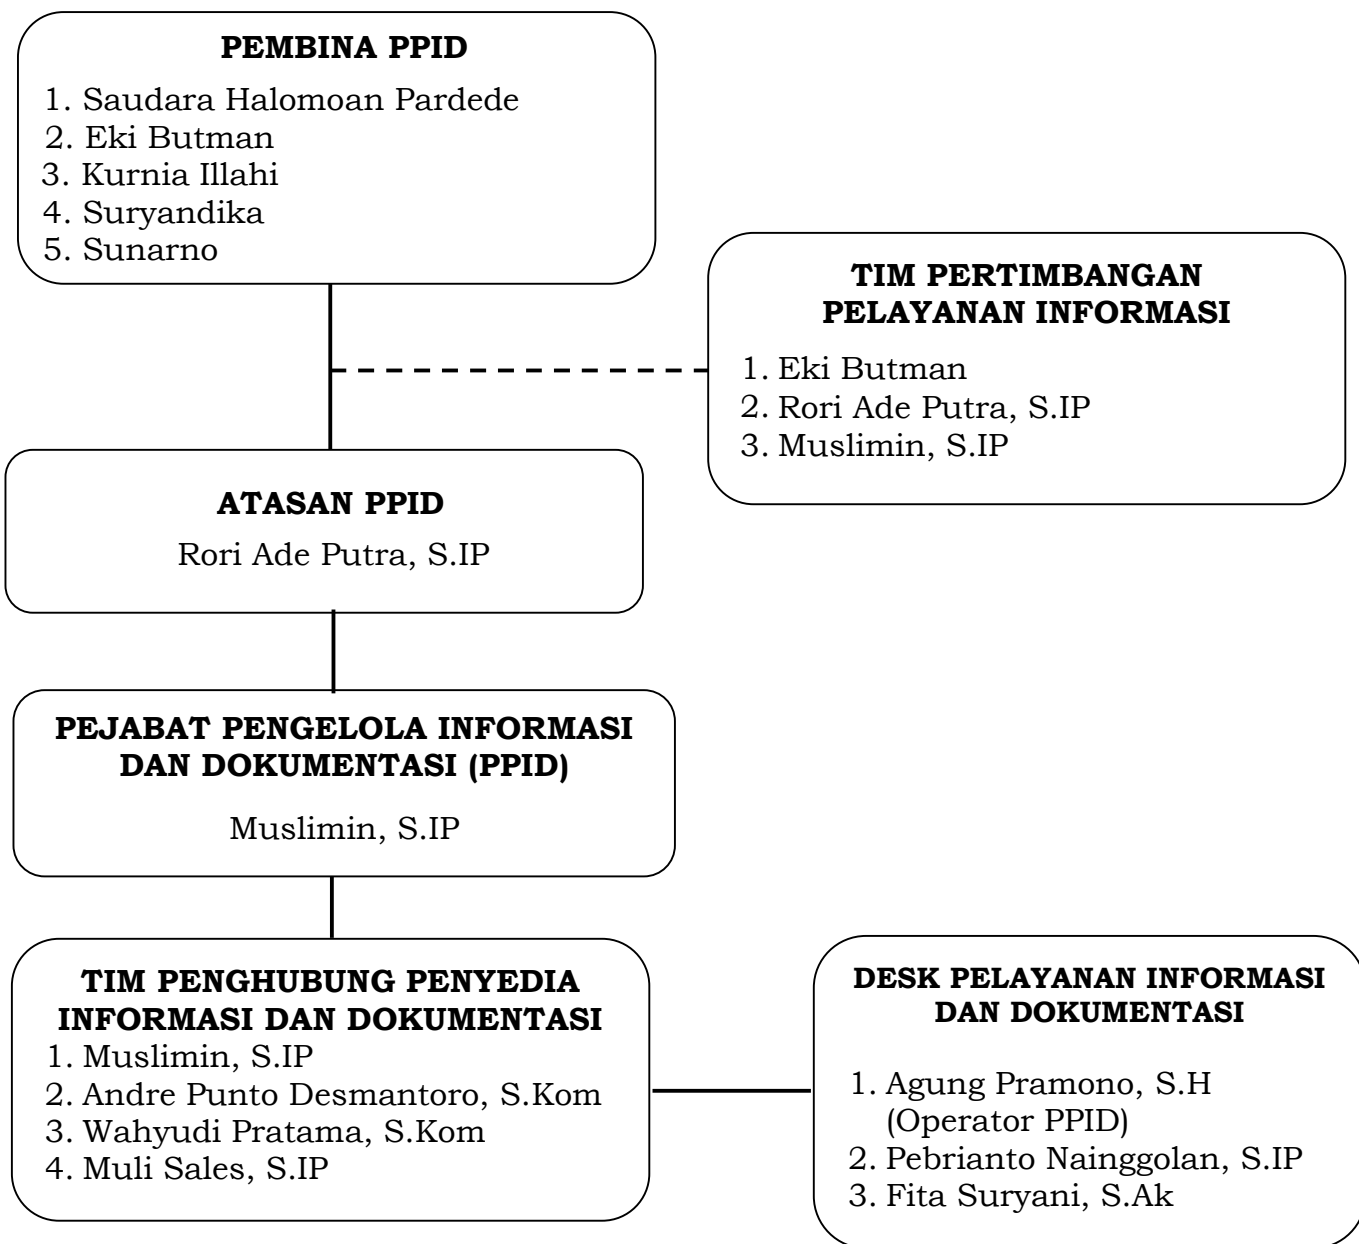 PEMBINA PPID
1. Saudara Halomoan Pardede
2. Eki Butman
3. Kurnia Illahi
4. Suryandika
5. Sunarno
TIM PERTIMBANGAN
PELAYANAN INFORMASI
1. Eki Butman
2. Rori Ade Putra, S.IP
3. Muslimin, S.IP
ATASAN PPID
Rori Ade Putra, S.IP
PEJABAT PENGELOLA INFORMASI
DAN DOKUMENTASI (PPID)
Muslimin, S.IP
TIM PENGHUBUNG PENYEDIA
INFORMASI DAN DOKUMENTASI
1. Muslimin, S.IP
2. Andre Punto Desmantoro, S.Kom
3. Wahyudi Pratama, S.Kom
4. Muli Sales, S.IP
DESK PELAYANAN INFORMASI
DAN DOKUMENTASI
1. Agung Pramono, S.H
(Operator PPID)
2. Pebrianto Nainggolan, S.IP
3. Fita Suryani, S.Ak